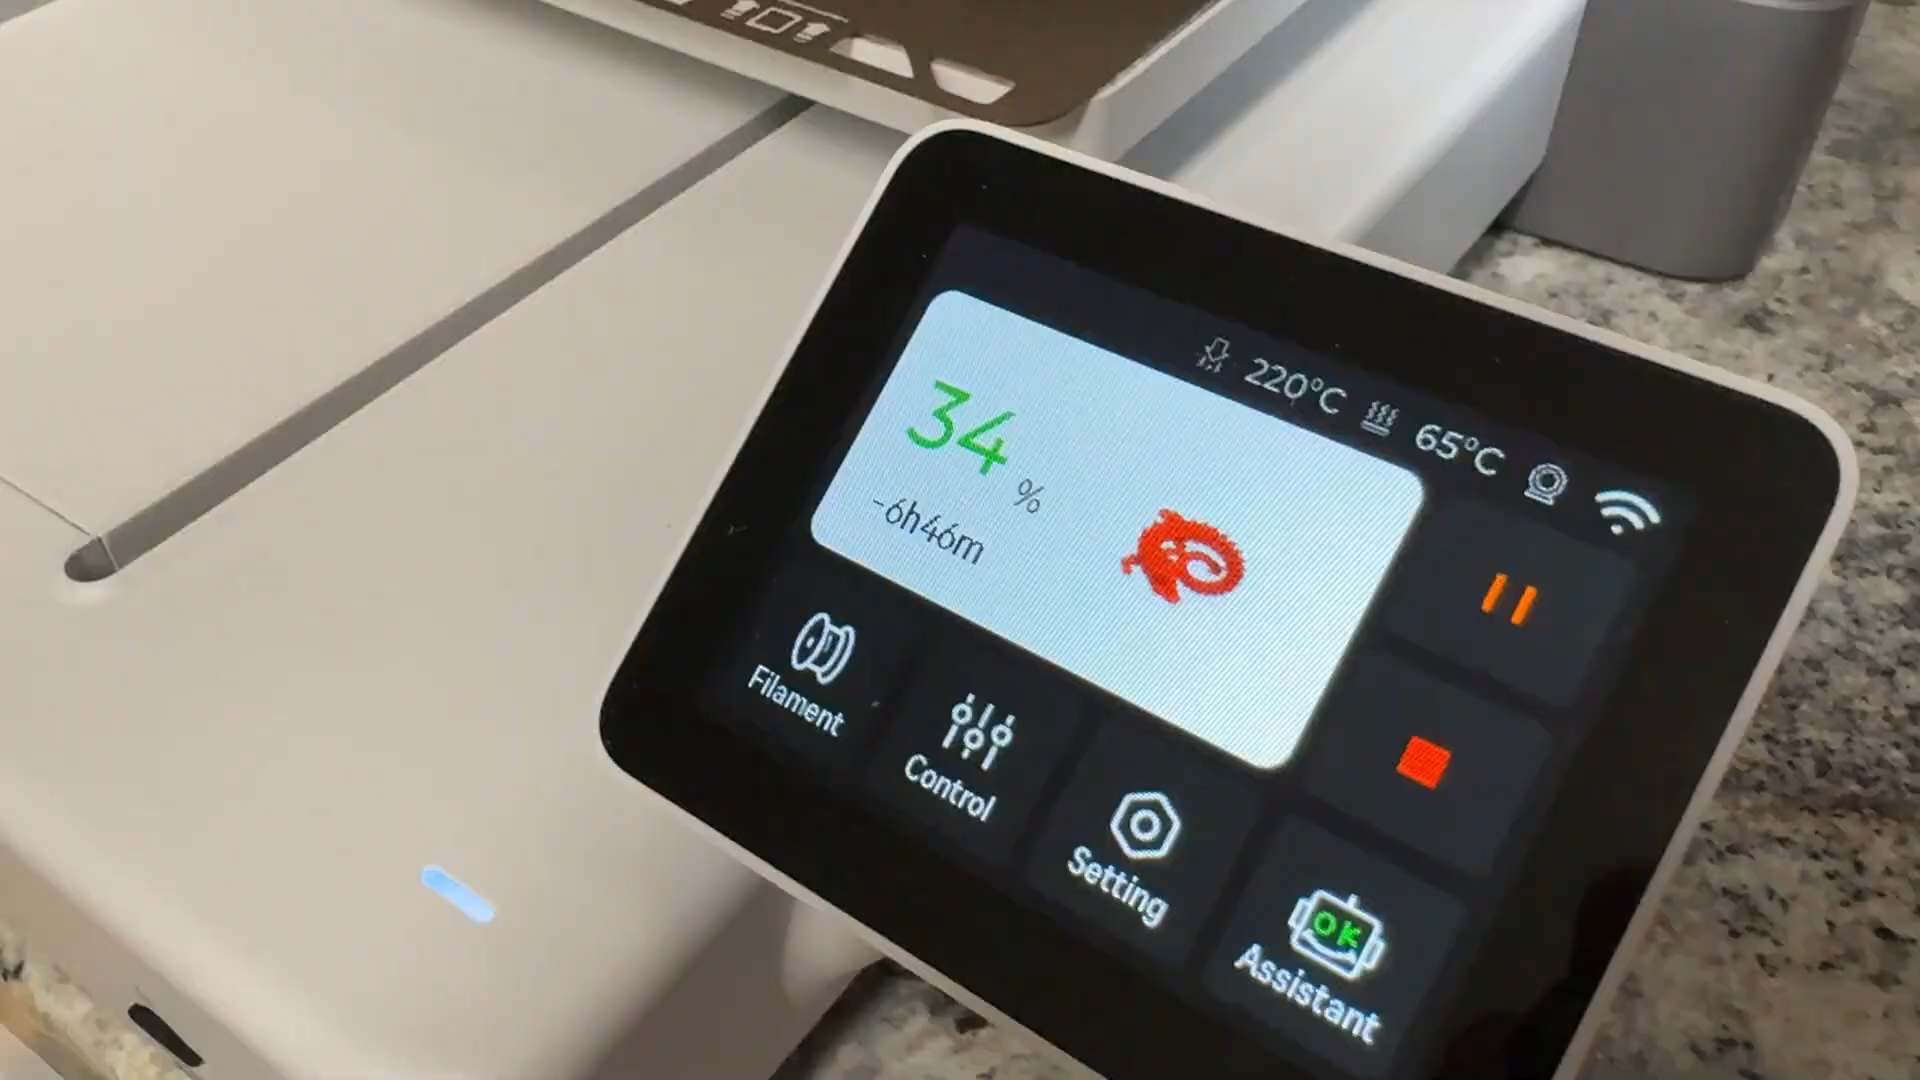 220°C 65°C
34 %
-6h46m
Filament
Control
Setting
OK
Assistant